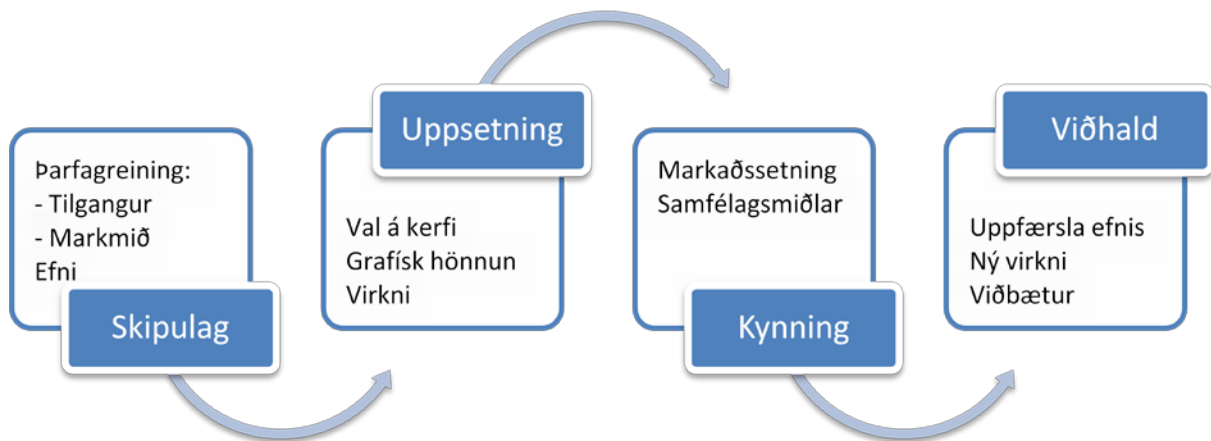 Þarfagreining:
- Tilgangur
- Markmið
Efni
Skipulag
Uppsetning
Val á kerfi
Grafísk hönnun
Virkni
Markaðssetning
Samfélagsmiðlar
Kynning
Viðhald
Uppfærsla efnis
Ný virkni
Viðbætur